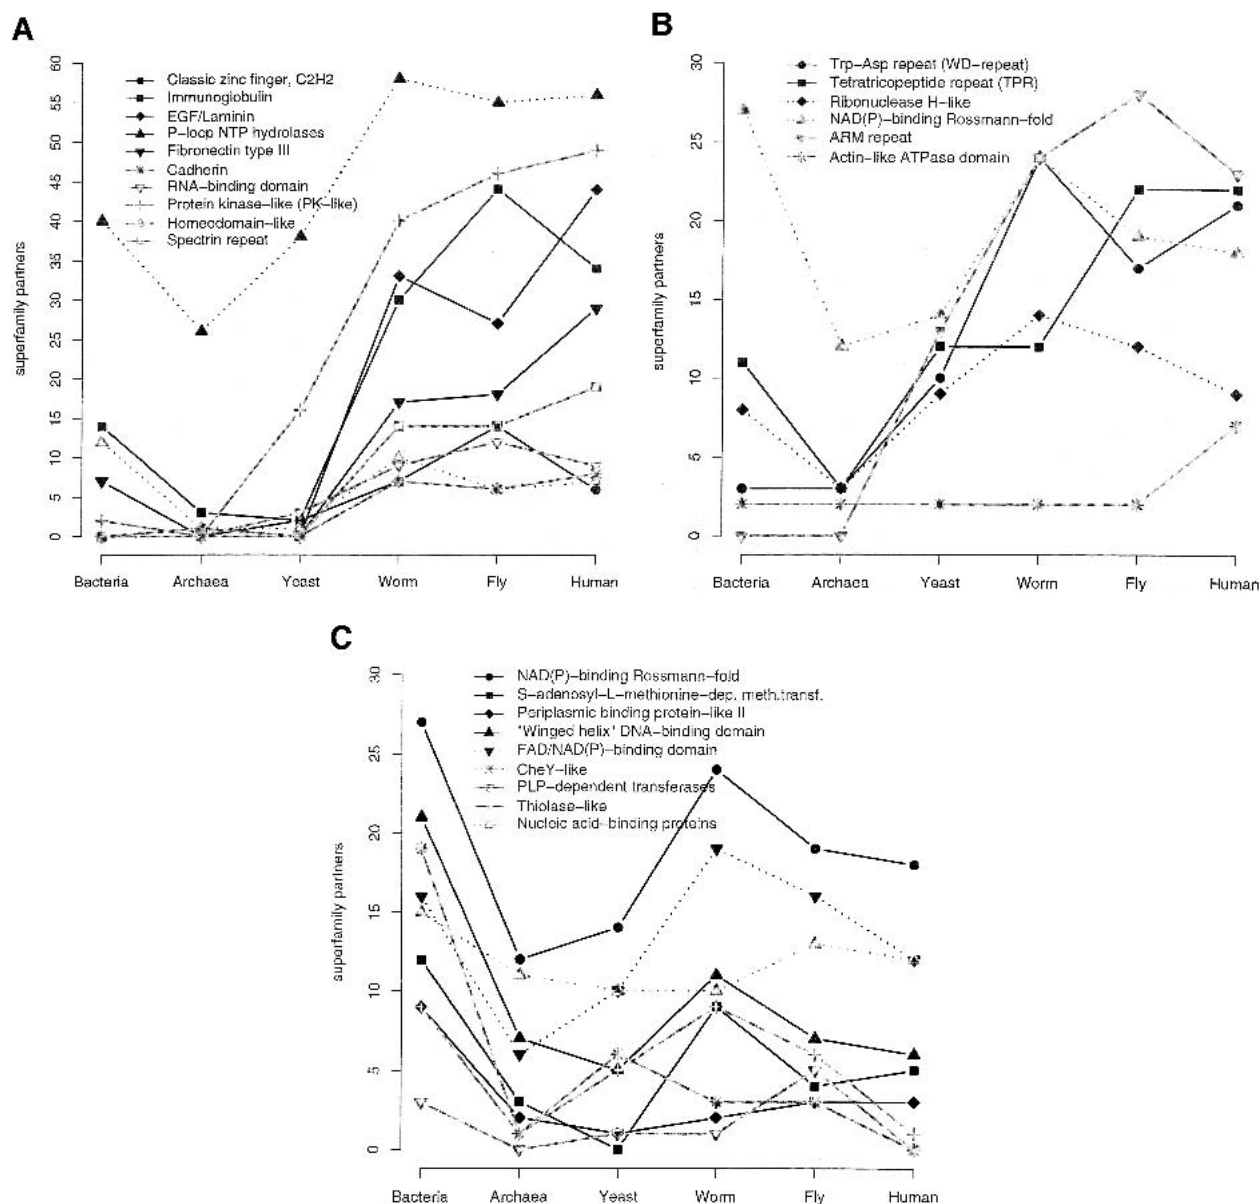 A
60
55
50
45
40
35
30
25
20
15
10
5
0
superfamily partners
Classic zinc finger, C2H2
Immunoglobulin
EGF/Laminin
P-loop NTP hydrolases
Fibronectin type III
Cadherin
RNA-binding domain
Protein kinase-like (PK-like)
Homeodomain-like
Spectrin repeat
Bacteria Archaea Yeast Worm Fly Human
B
30
25
20
15
10
5
0
superfamily partners
Trp-Asp repeat (WD-repeat)
Tetratricopeptide repeat (TPR)
Ribonuclease H-like
NAD(P)-binding Rossmann-fold
ARM repeat
Actin-like ATPase domain
Bacteria Archaea Yeast Worm Fly Human
C
30
25
20
15
10
5
0
superfamily partners
NAD(P)-binding Rossmann-fold
S-adenosyl-L-methionine-dep. meth.transf.
Periplasmic binding protein-like II
"Winged helix" DNA-binding domain
FAD/NAD(P)-binding domain
CheY-like
PLP-dependent transferases
Thiolase-like
Nucleic acid-binding proteins
Bacteria Archaea Yeast Worm Fly Human